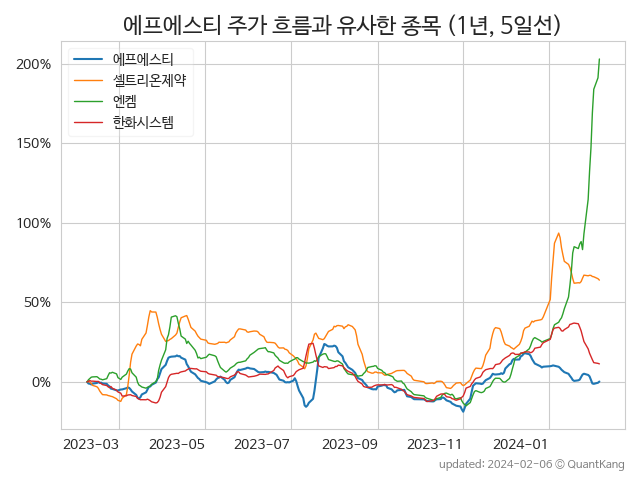 에프에스티 주가 흐름과 유사한 종목 (1년, 5일선)
에프에스티
셀트리온제약
엔켐
한화시스템
200%
150%
100%
50%
0%
2023-03 2023-05 2023-07 2023-09 2023-11 2024-01
updated: 2024-02-06 © QuantKang